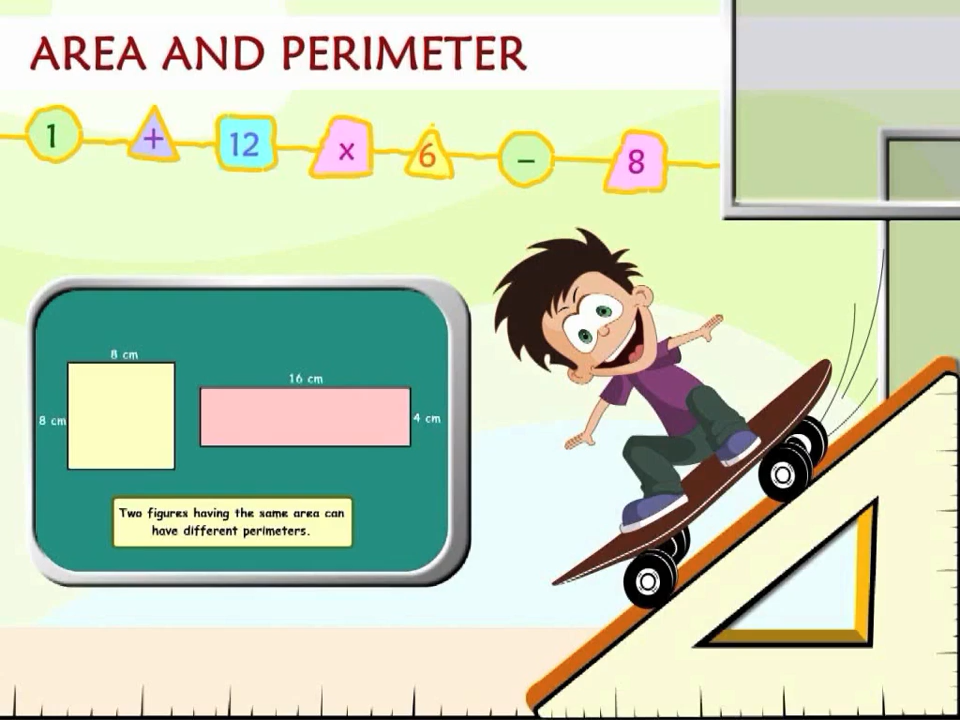 AREA AND PERIMETER
1 + 12 x 6 – 8
8 cm
8 cm
16 cm
4 cm
Two figures having the same area can
have different perimeters.